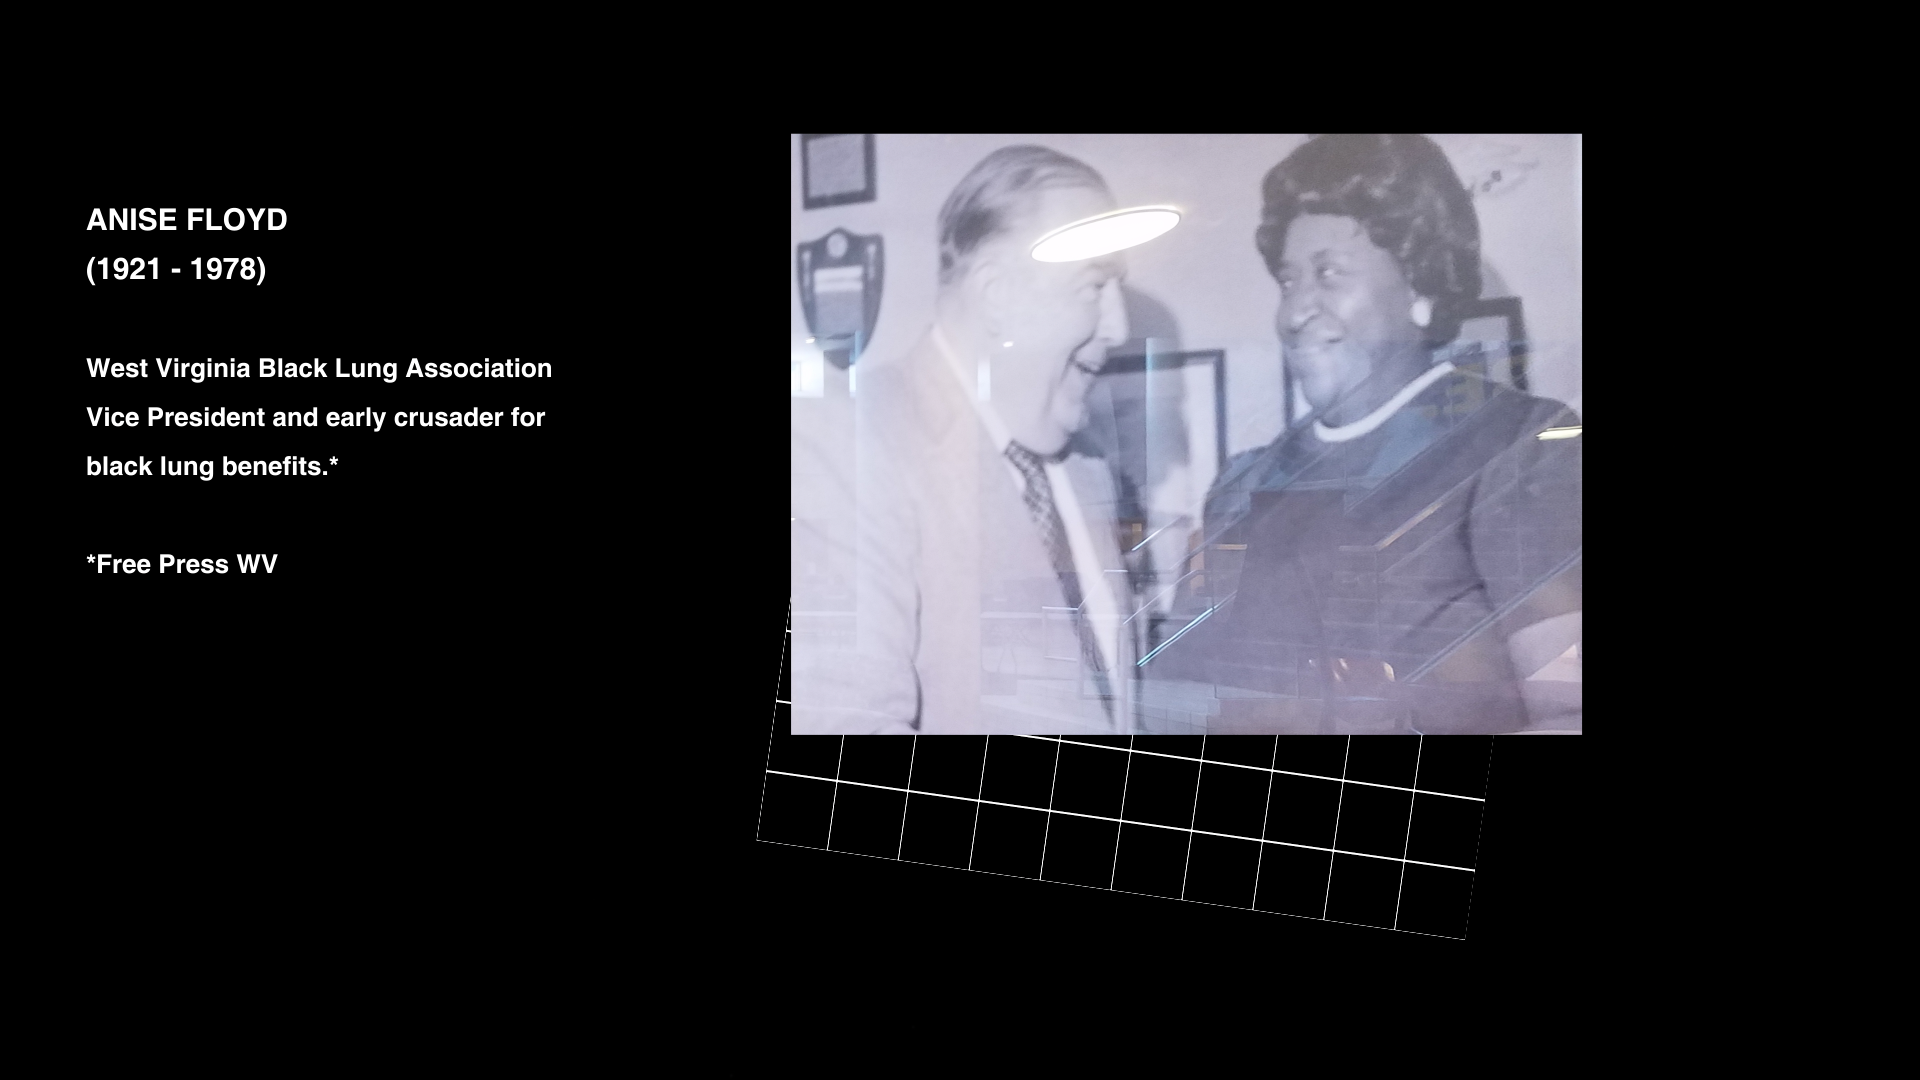 ANISE FLOYD
(1921 - 1978)
West Virginia Black Lung Association
Vice President and early crusader for
black lung benefits.*
*Free Press WV